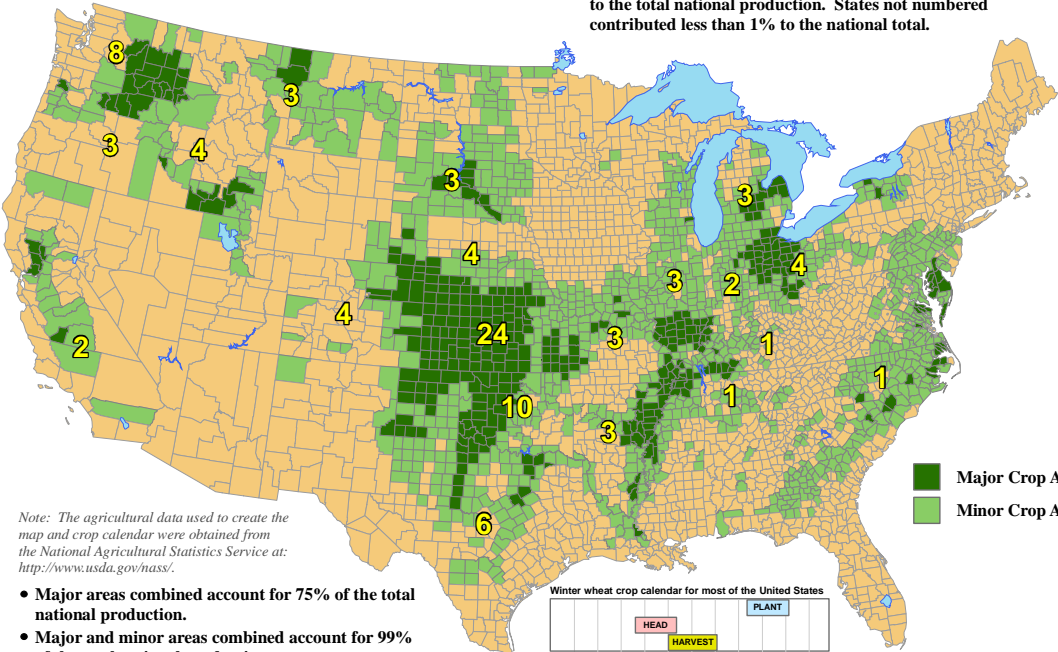 to the total national production.  States not numbered
contributed less than 1% to the national total.
8
3
3
4
3
3
4
4
3
2
4
24
3
1
2
10
1
1
3
6
Major Crop A
Minor Crop A
Note:  The agricultural data used to create the
map and crop calendar were obtained from
the National Agricultural Statistics Service at:
http://www.usda.gov/nass/.
• Major areas combined account for 75% of the total
national production.
• Major and minor areas combined account for 99%
Winter wheat crop calendar for most of the United States
PLANT
HEAD
HARVEST